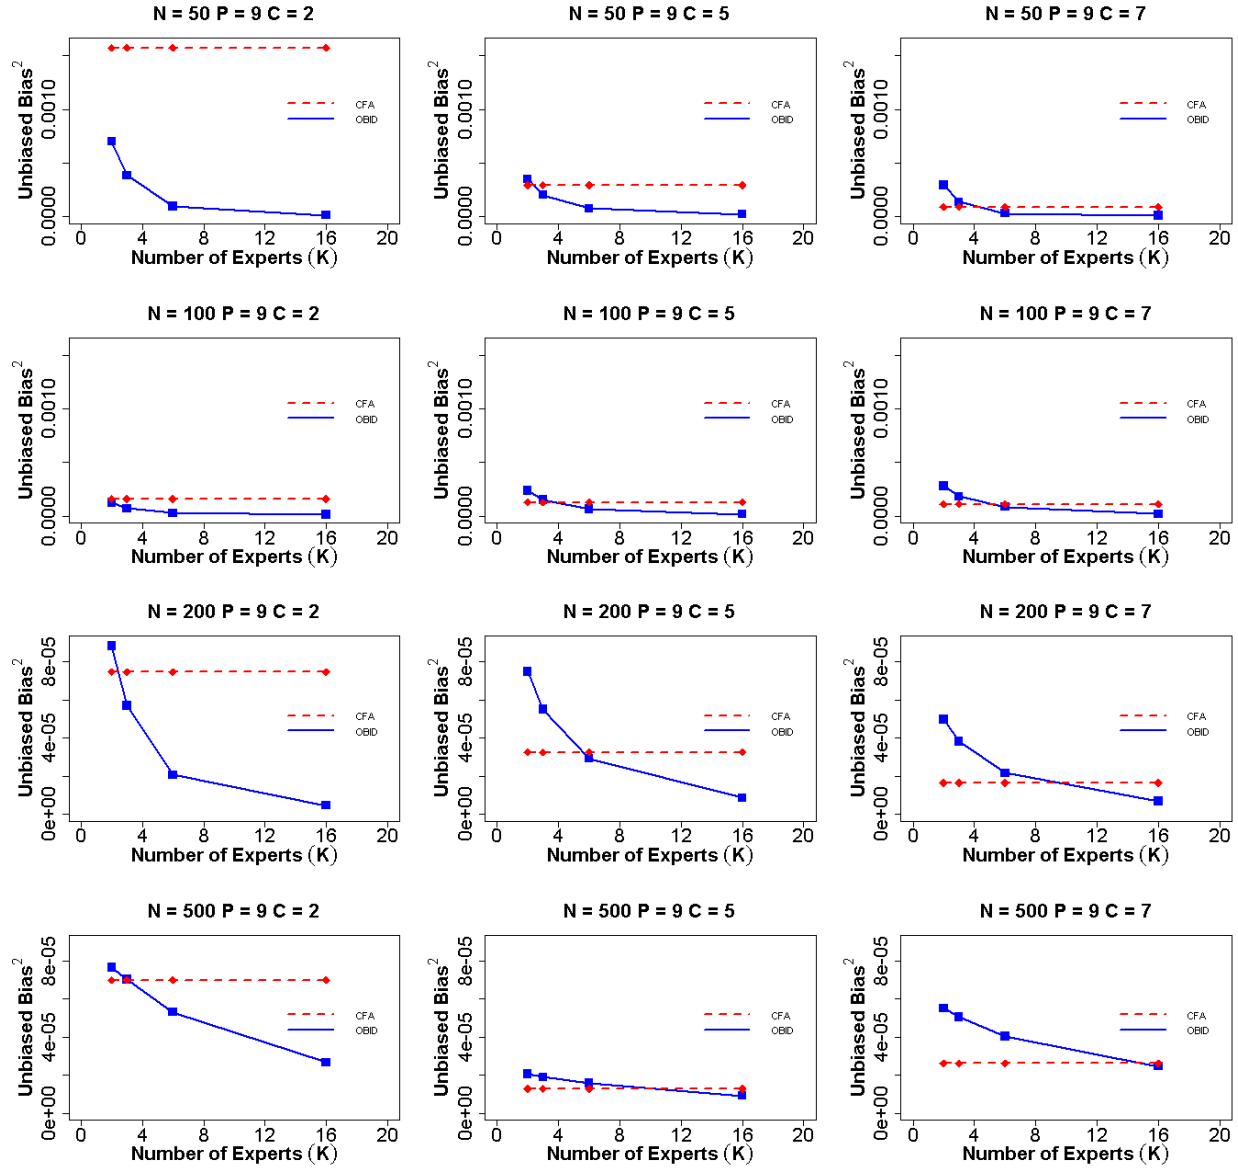 N = 50 P = 9 C = 2
Unbiased Bias²
0.0000 0.0010
CFA
OBID
0 4 8 12 16 20
Number of Experts (K)
N = 50 P = 9 C = 5
Unbiased Bias²
0.0000 0.0010
CFA
OBID
0 4 8 12 16 20
Number of Experts (K)
N = 50 P = 9 C = 7
Unbiased Bias²
0.0000 0.0010
CFA
OBID
0 4 8 12 16 20
Number of Experts (K)
N = 100 P = 9 C = 2
Unbiased Bias²
0.0000 0.0010
CFA
OBID
0 4 8 12 16 20
Number of Experts (K)
N = 100 P = 9 C = 5
Unbiased Bias²
0.0000 0.0010
CFA
OBID
0 4 8 12 16 20
Number of Experts (K)
N = 100 P = 9 C = 7
Unbiased Bias²
0.0000 0.0010
CFA
OBID
0 4 8 12 16 20
Number of Experts (K)
N = 200 P = 9 C = 2
Unbiased Bias²
0e+00 4e-05 8e-05
CFA
OBID
0 4 8 12 16 20
Number of Experts (K)
N = 200 P = 9 C = 5
Unbiased Bias²
0e+00 4e-05 8e-05
CFA
OBID
0 4 8 12 16 20
Number of Experts (K)
N = 200 P = 9 C = 7
Unbiased Bias²
0e+00 4e-05 8e-05
CFA
OBID
0 4 8 12 16 20
Number of Experts (K)
N = 500 P = 9 C = 2
Unbiased Bias²
0e+00 4e-05 8e-05
CFA
OBID
0 4 8 12 16 20
Number of Experts (K)
N = 500 P = 9 C = 5
Unbiased Bias²
0e+00 4e-05 8e-05
CFA
OBID
0 4 8 12 16 20
Number of Experts (K)
N = 500 P = 9 C = 7
Unbiased Bias²
0e+00 4e-05 8e-05
CFA
OBID
0 4 8 12 16 20
Number of Experts (K)